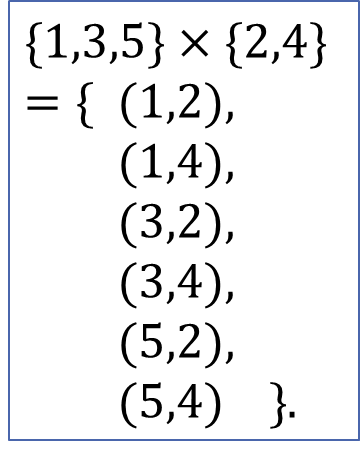 {1,3,5} × {2,4}
= { (1,2),
(1,4),
(3,2),
(3,4),
(5,2),
(5,4) }.